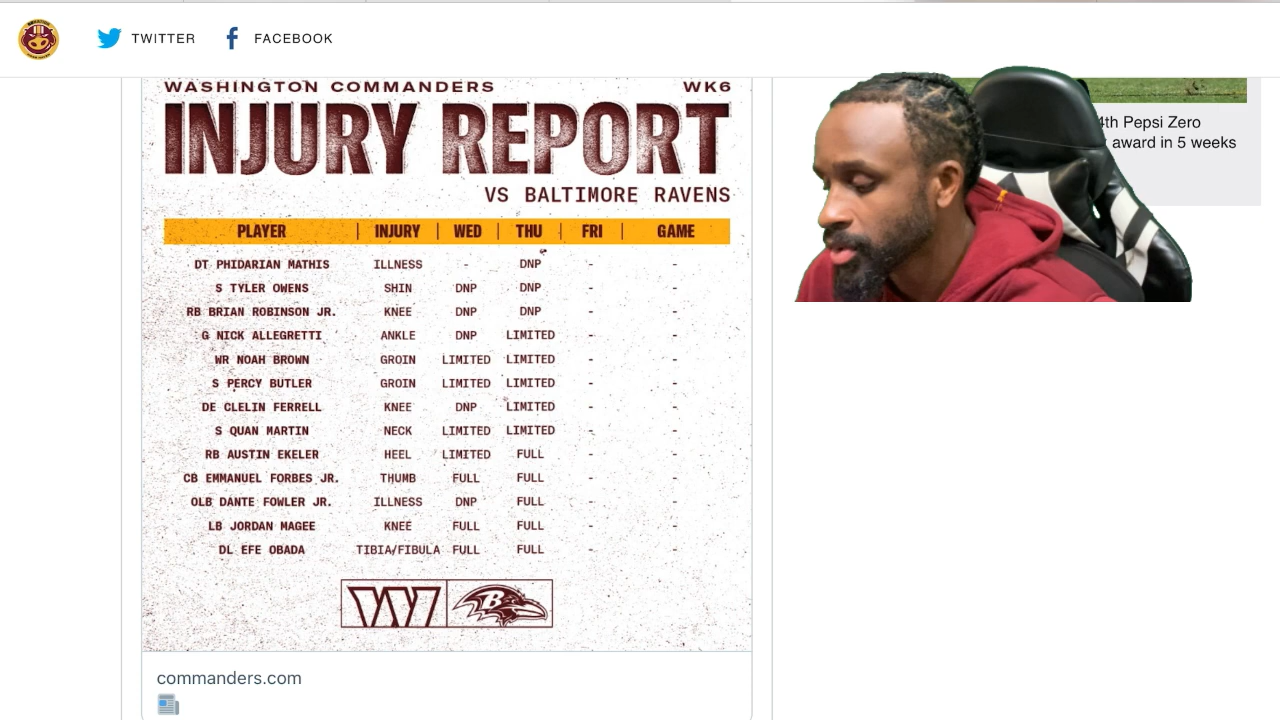 TWITTER FACEBOOK
WASHINGTON COMMANDERS WK6
INJURY REPORT
VS BALTIMORE RAVENS
PLAYER | INJURY | WED | THU | FRI | GAME
DT PHIDARIAN MATHIS ILLNESS - DNP - -
S TYLER OWENS SHIN DNP DNP - -
RB BRIAN ROBINSON JR. KNEE DNP DNP - -
G NICK ALLEGRETTI ANKLE DNP LIMITED - -
WR NOAH BROWN GROIN LIMITED LIMITED - -
S PERCY BUTLER GROIN LIMITED LIMITED - -
DE CLELIN FERRELL KNEE DNP LIMITED - -
S QUAN MARTIN NECK LIMITED LIMITED - -
RB AUSTIN EKELER HEEL LIMITED FULL - -
CB EMMANUEL FORBES JR. THUMB FULL FULL - -
OLB DANTE FOWLER JR. ILLNESS DNP FULL - -
LB JORDAN MAGEE KNEE FULL FULL - -
DL EFE OBADA TIBIA/FIBULA FULL FULL - -
W B
commanders.com
4th Pepsi Zero
award in 5 weeks